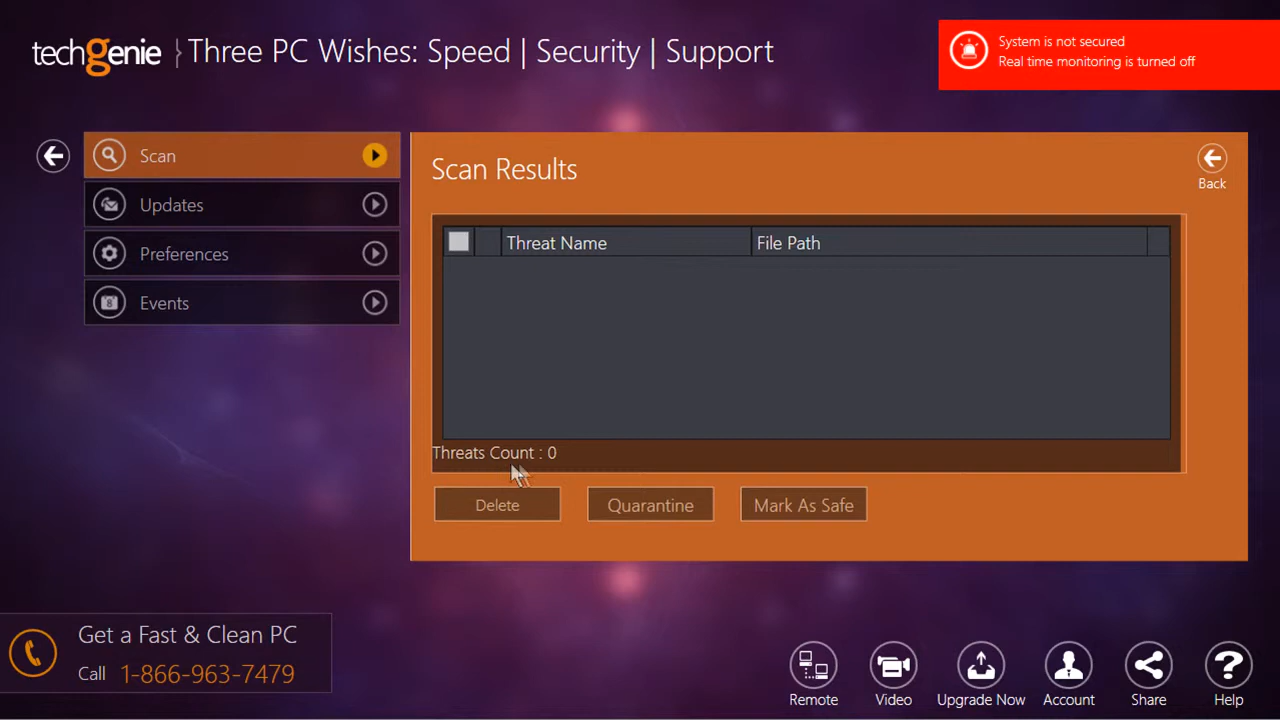 techgenie Three PC Wishes: Speed | Security | Support
System is not secured
Real time monitoring is turned off
Scan
Updates
Preferences
8
Events
Scan Results
Back
Threat Name File Path
Threats Count : 0
Delete Quarantine Mark As Safe
Get a Fast & Clean PC
Call 1-866-963-7479
Remote Video Upgrade Now Account Share Help